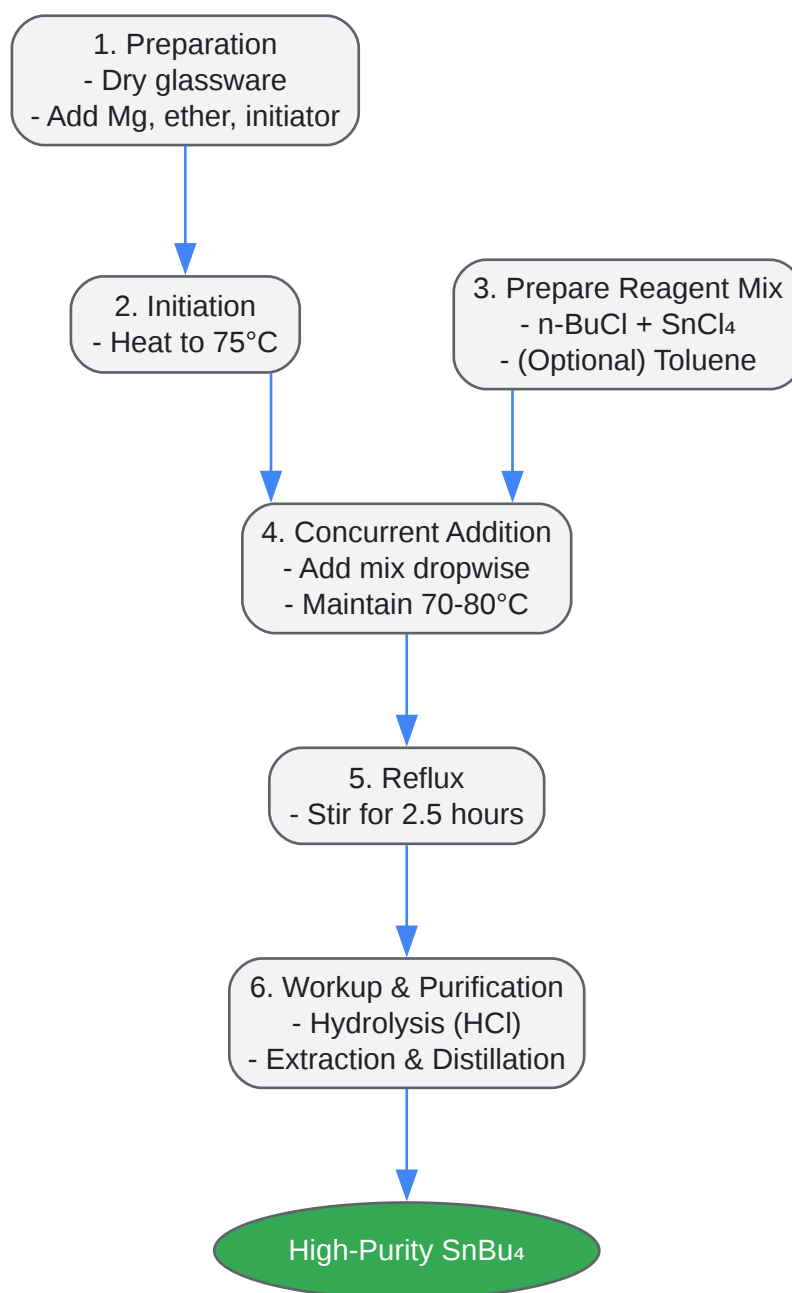 1. Preparation
- Dry glassware
- Add Mg, ether, initiator
2. Initiation
- Heat to 75°C
3. Prepare Reagent Mix
- n-BuCl + SnCl₄
- (Optional) Toluene
4. Concurrent Addition
- Add mix dropwise
- Maintain 70-80°C
5. Reflux
- Stir for 2.5 hours
6. Workup & Purification
- Hydrolysis (HCl)
- Extraction & Distillation
High-Purity SnBu₄